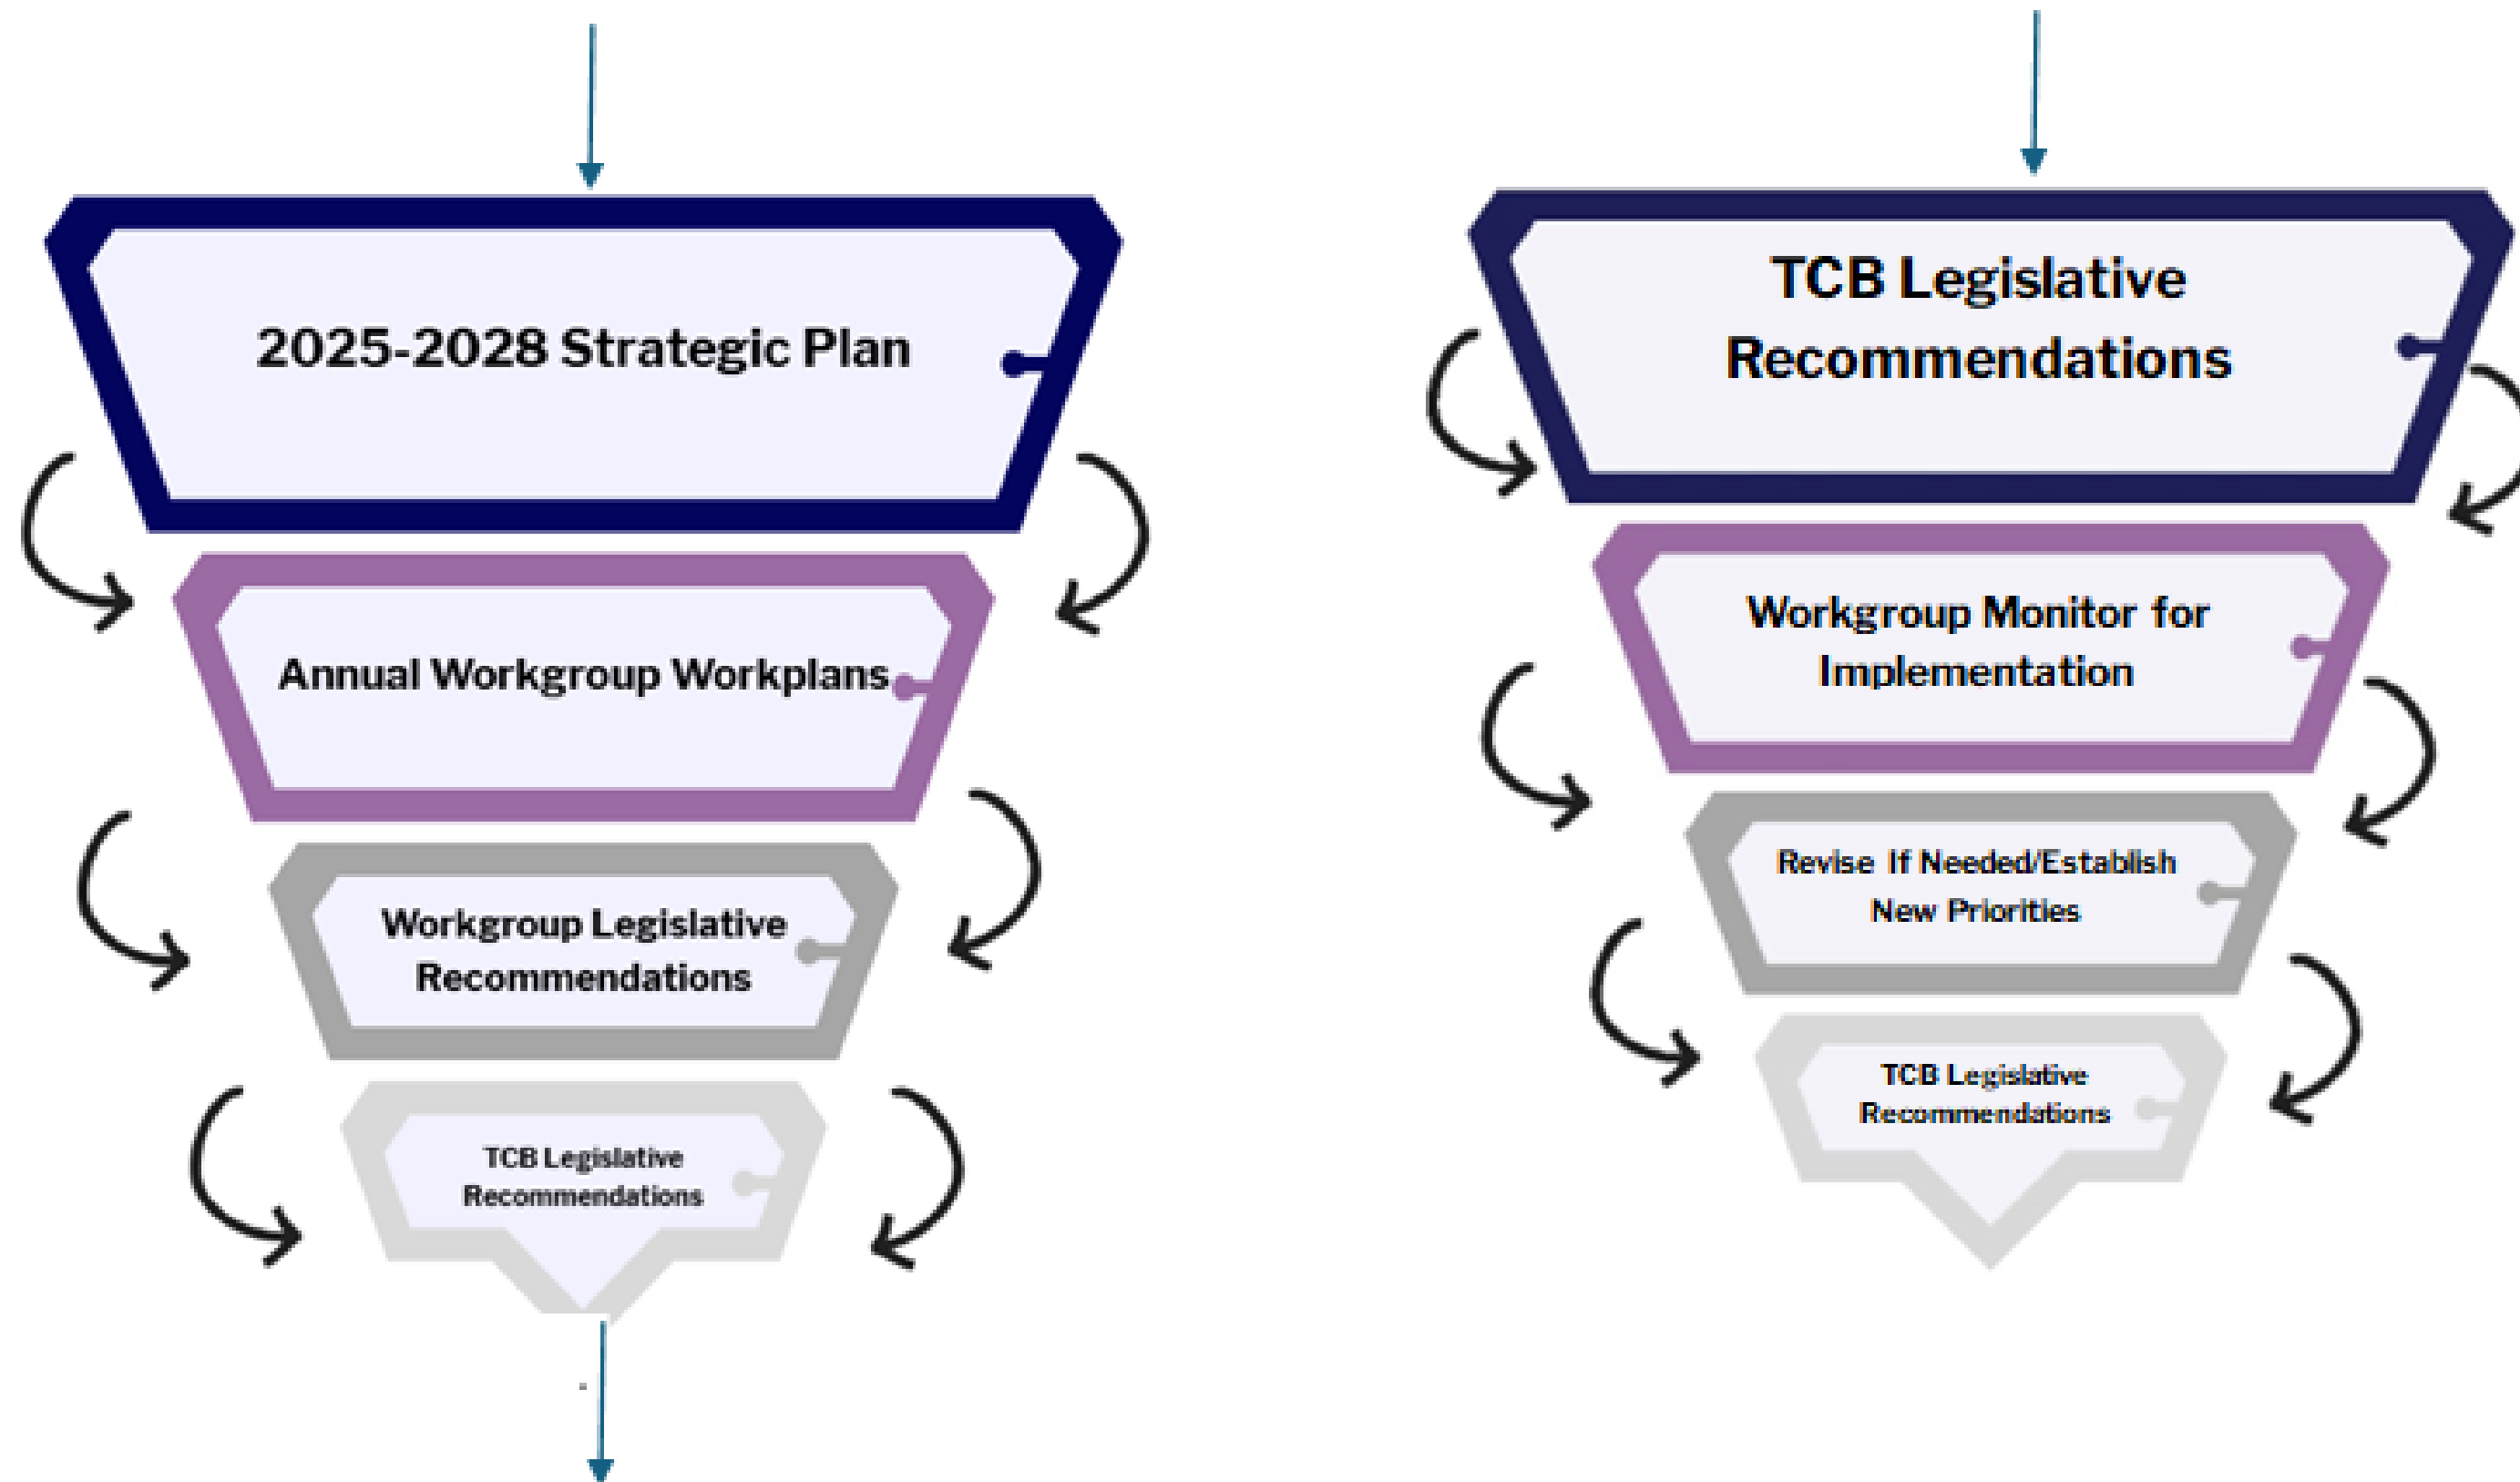 2025-2028 Strategic Plan
Annual Workgroup Workplans
Workgroup Legislative
Recommendations
TCB Legislative
Recommendations
TCB Legislative
Recommendations
Workgroup Monitor for
Implementation
Revise If Needed/Establish
New Priorities
TCB Legislative
Recommendations